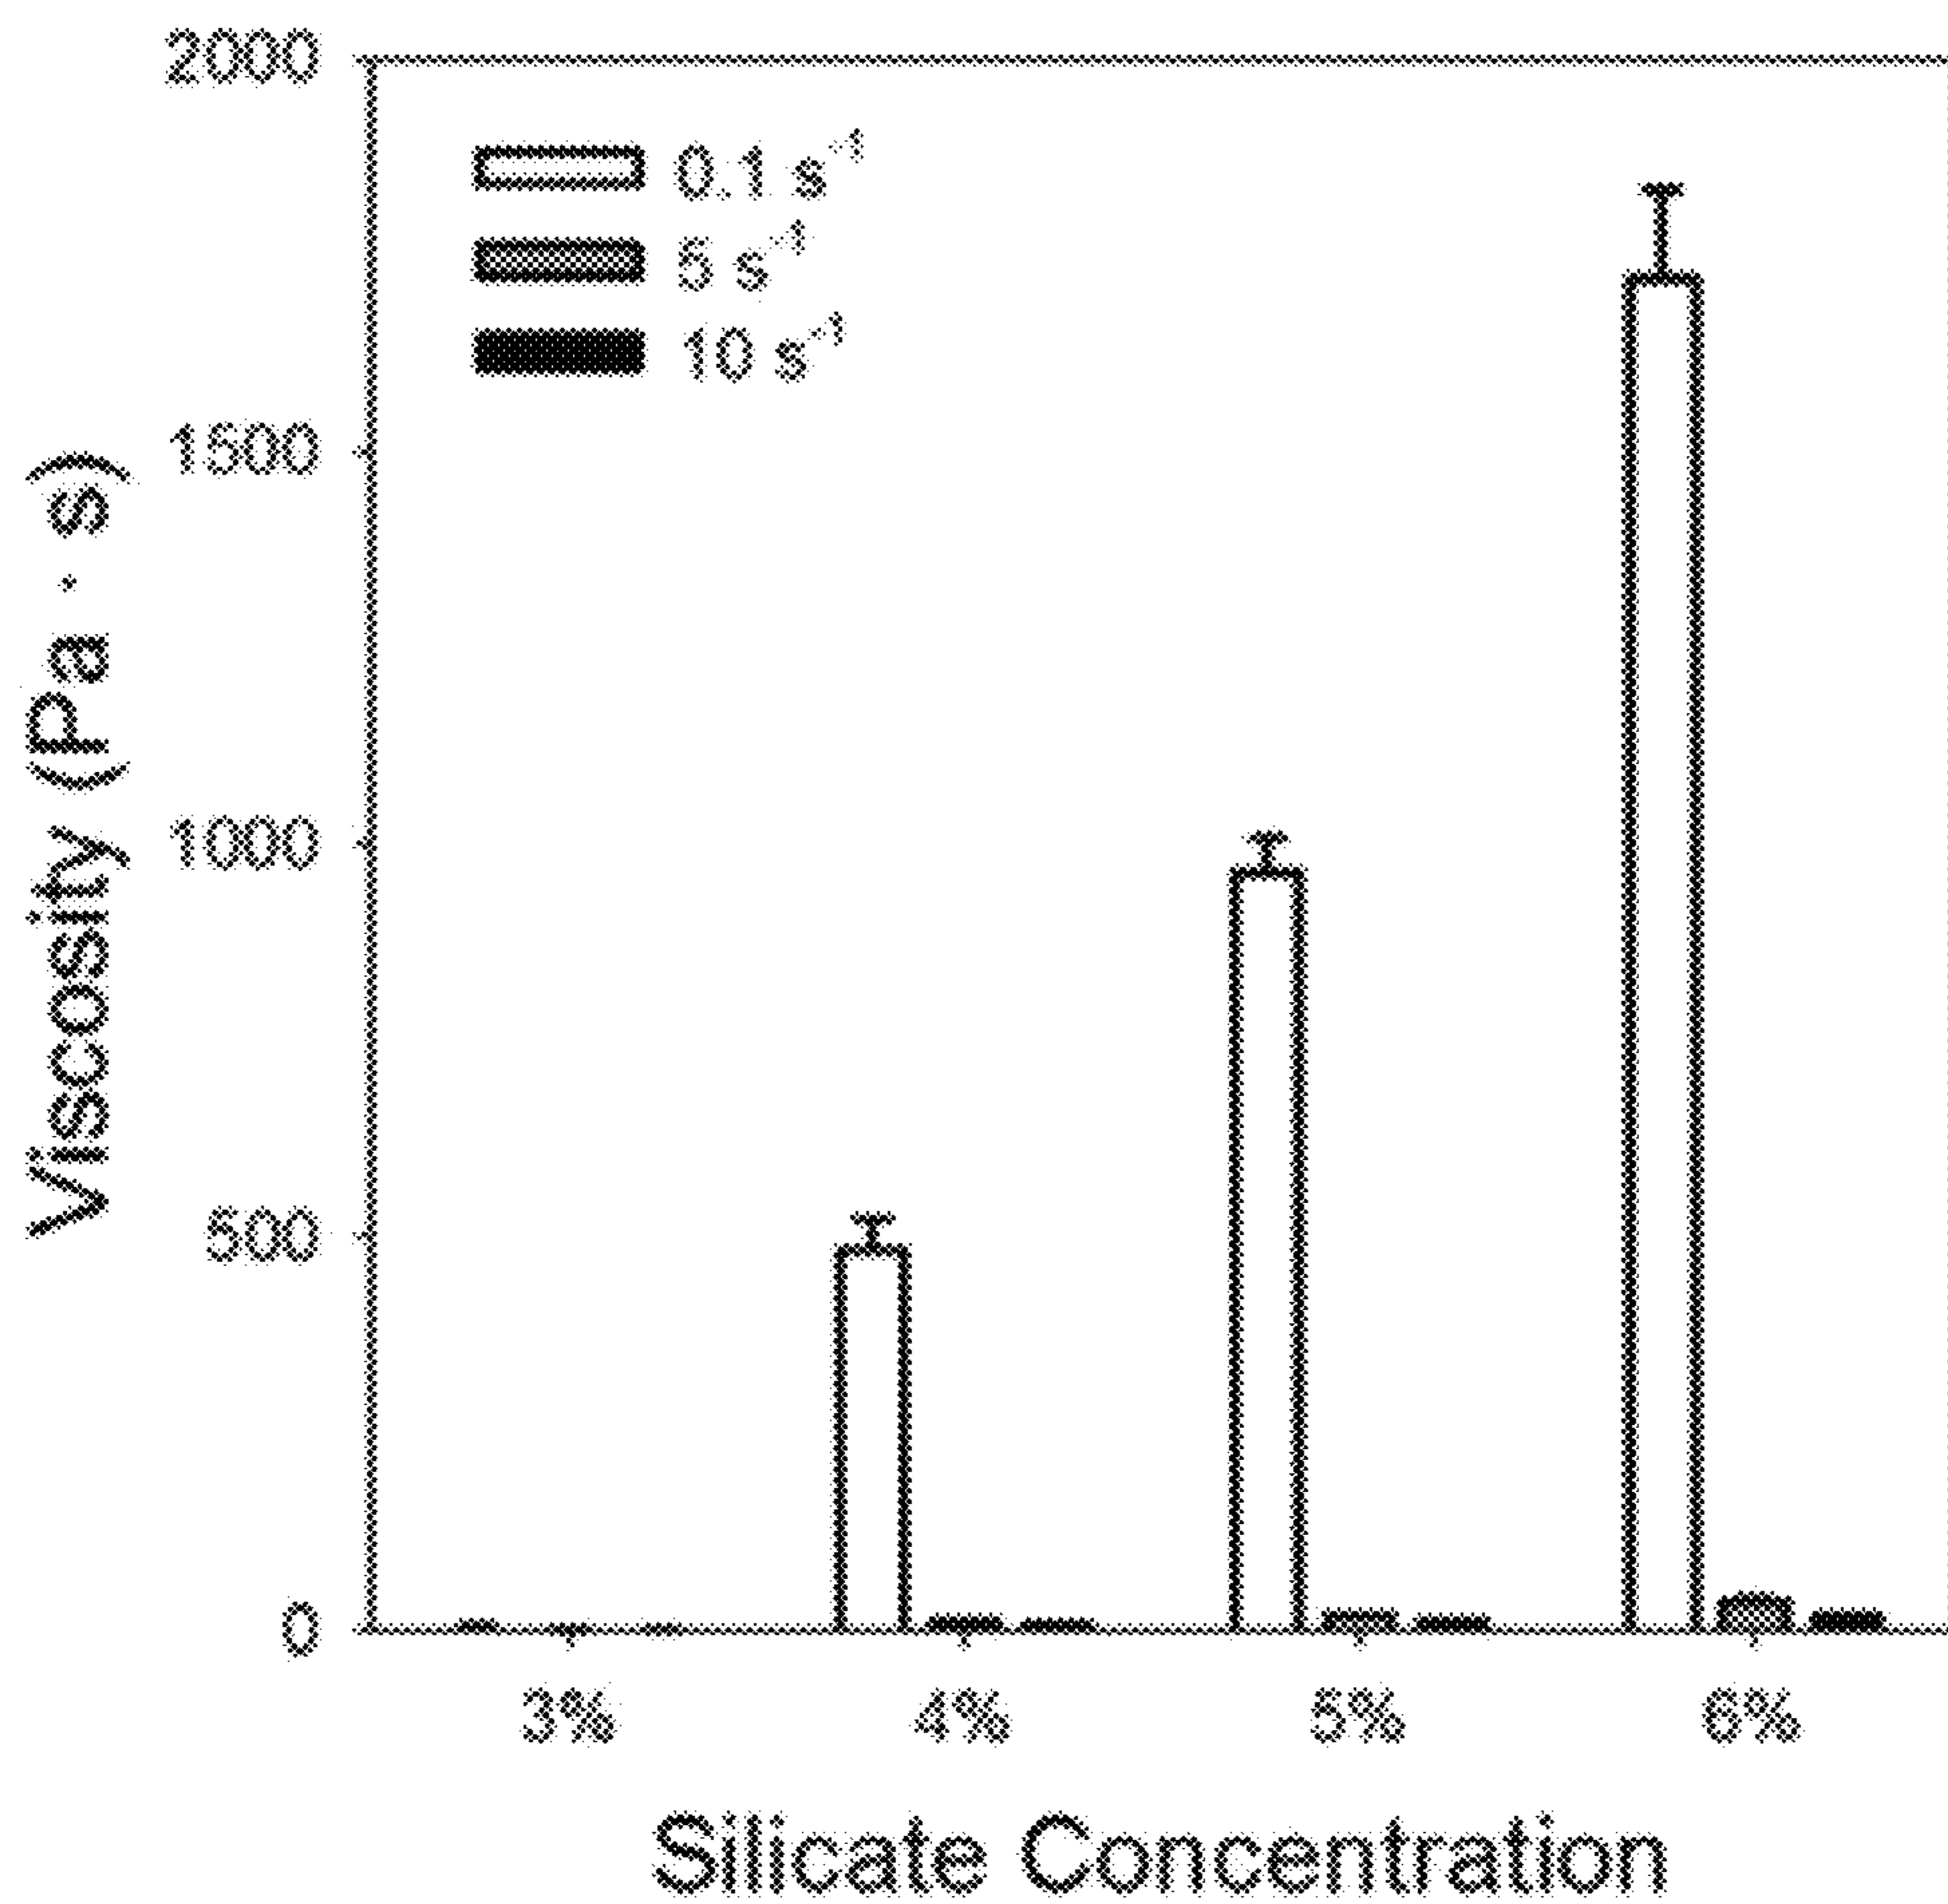 2000
0.1 s⁻¹
5 s⁻¹
10 s⁻¹
1500
1000
500
0
Viscosity (Pa · s)
3% 4% 5% 6%
Silicate Concentration